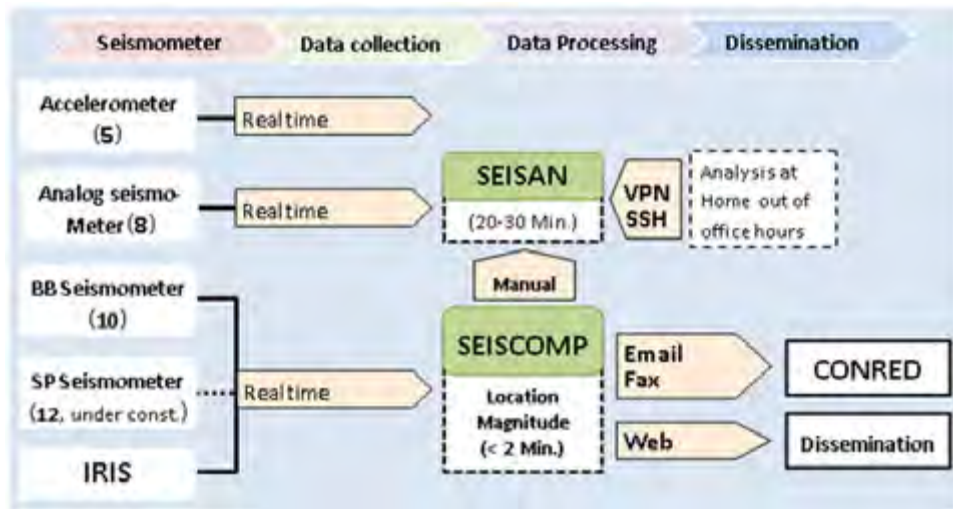 Seismometer
Data collection
Data Processing
Dissemination
Accelerometer
(5)
Realtime
Analog seismo-
Meter(8)
Realtime
SEISAN
(20-30 Min.)
VPN
SSH
Analysis at
Home out of
office hours
Manual
BB Seismometer
(10)
SP Seismometer
(12, under const.)
IRIS
Realtime
SEISCOMP
Location
Magnitude
(< 2 Min.)
Email
Fax
CONRED
Web
Dissemination